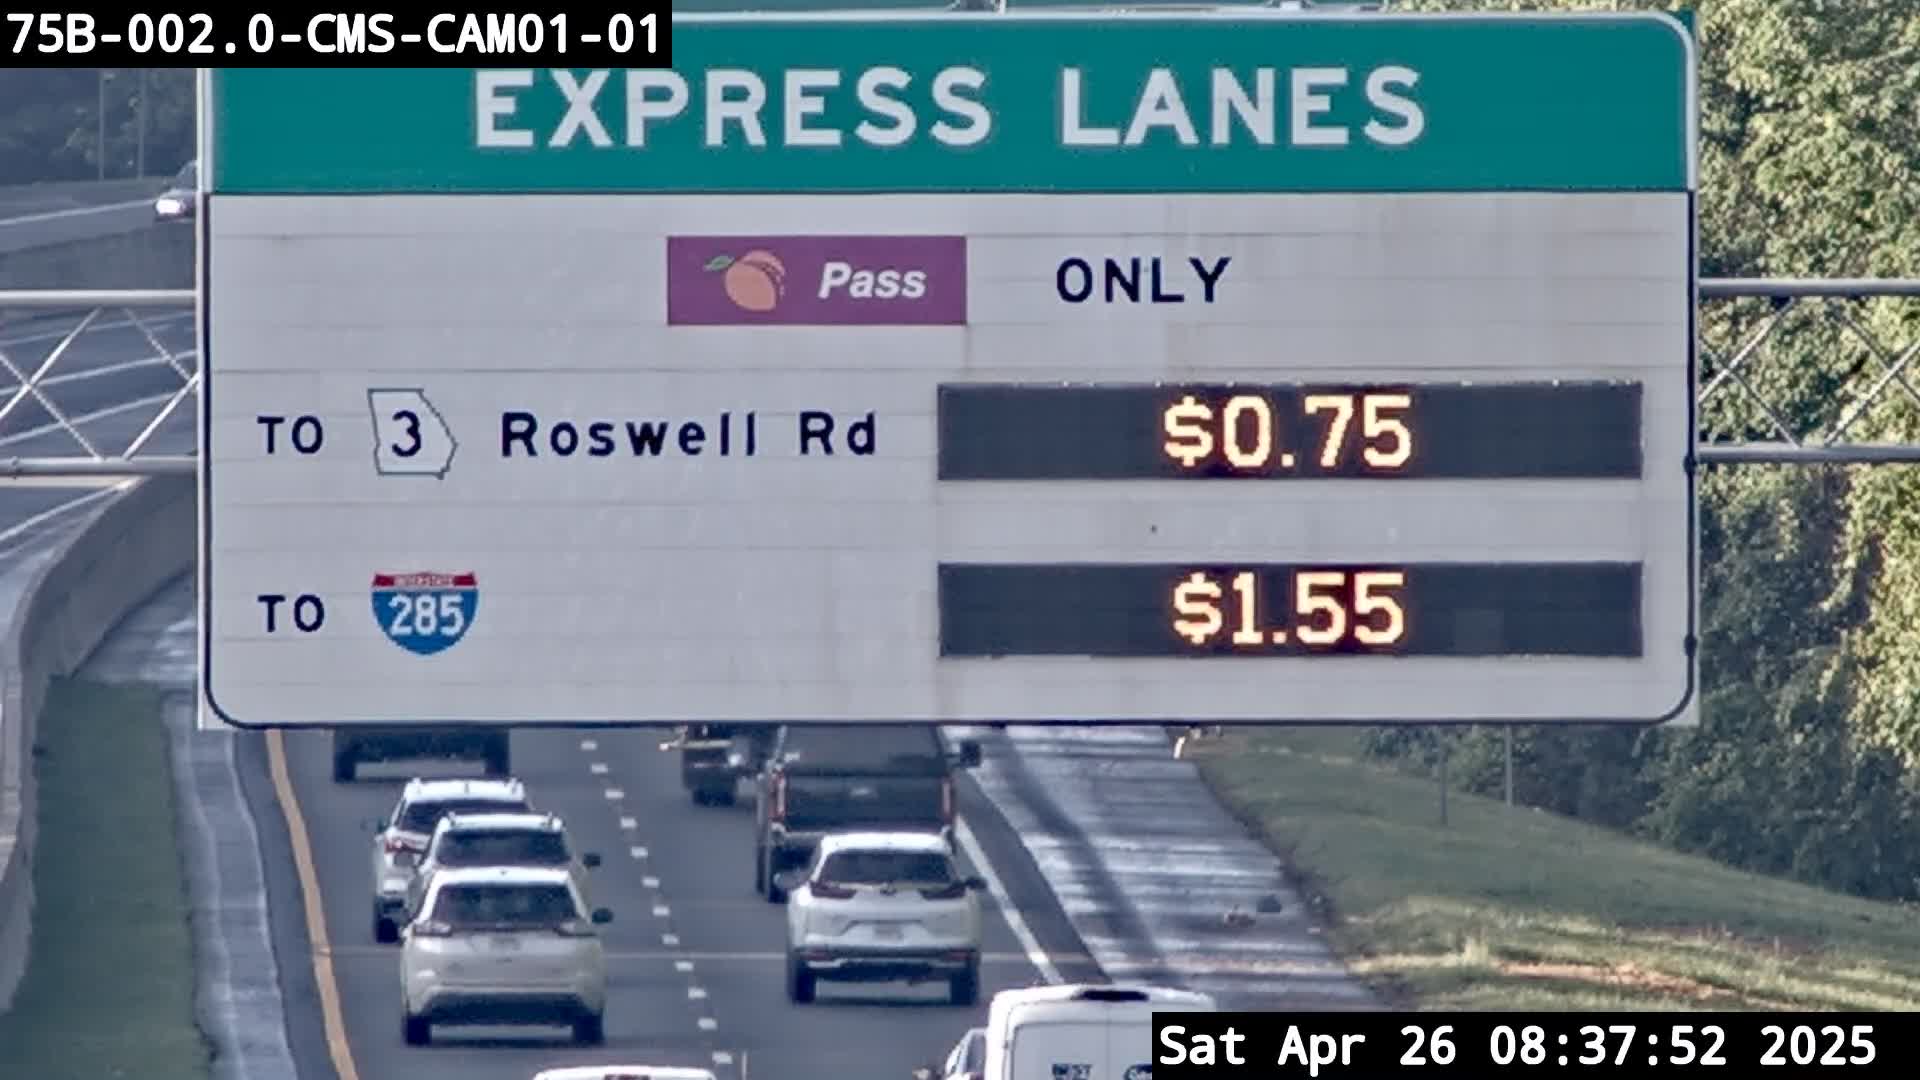 75B-002.0-CMS-CAM01-01
EXPRESS LANES
Pass ONLY
TO 3 Roswell Rd $0.75
INTERSTATE
TO 285 $1.55
Sat Apr 26 08:37:52 2025